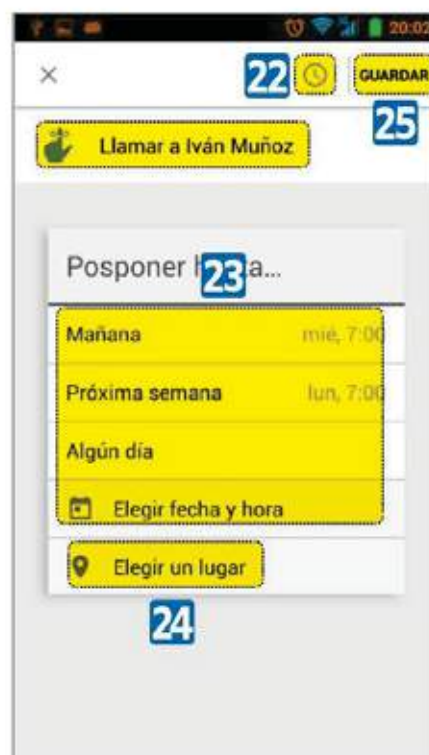 20:02
× 22 GUARDAR
25
Llamar a Iván Muñoz
Posponer h 23 a...
Mañana mié, 7:00
Próxima semana lun, 7:00
Algún día
Elegir fecha y hora
Elegir un lugar
24